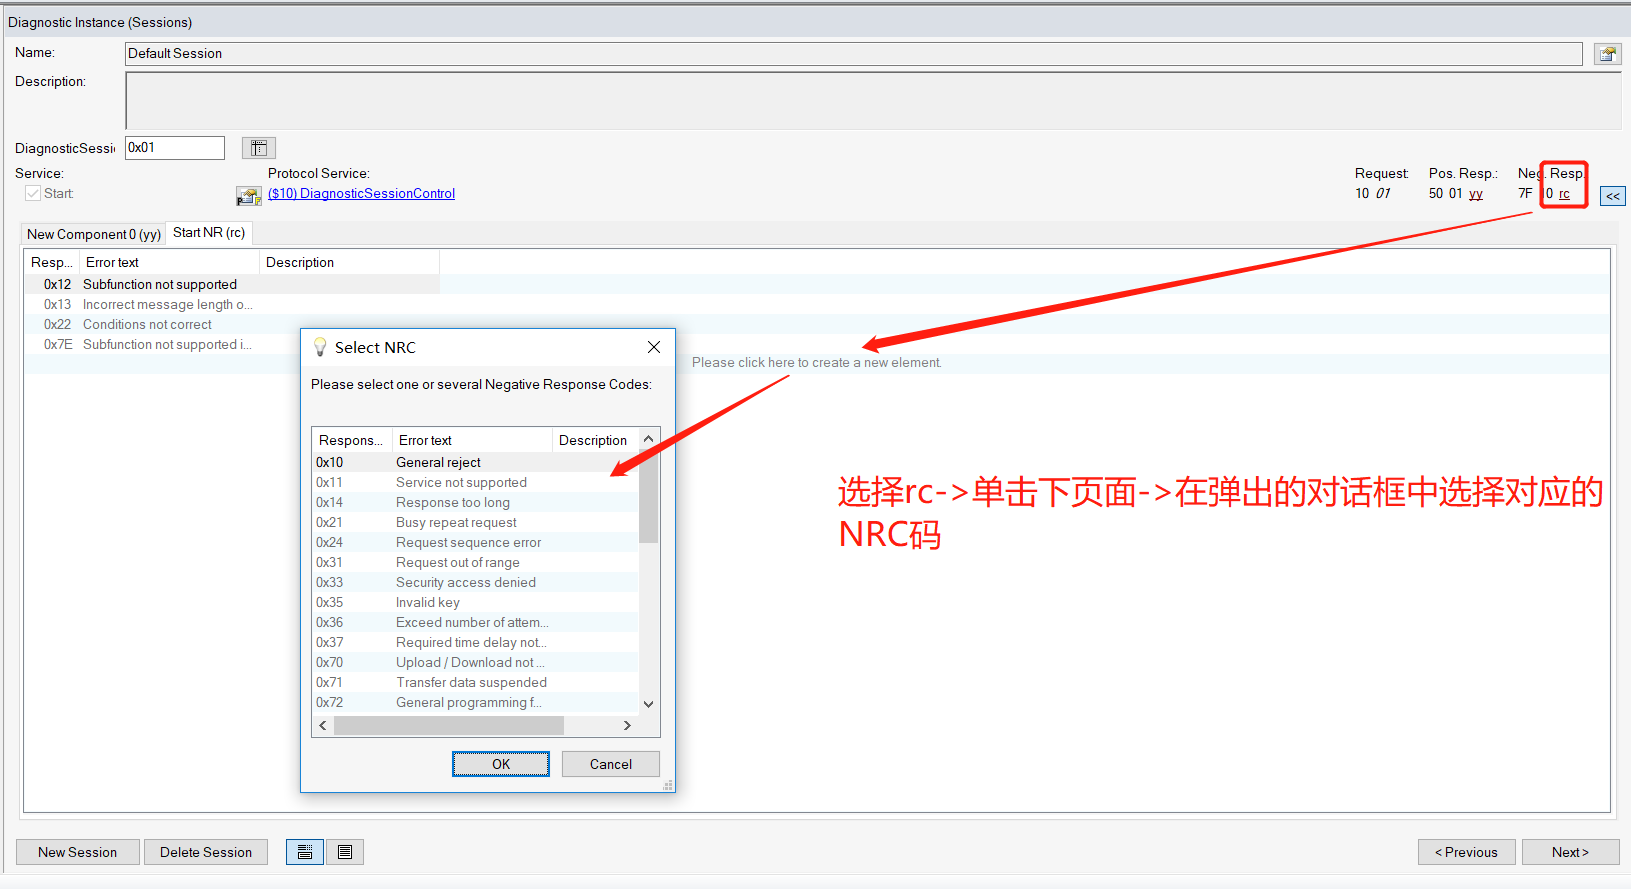 Diagnostic Instance (Sessions)
Name:
Default Session
Description:
DiagnosticSessi
0x01
Service:
Protocol Service:
Request:
Pos. Resp.:
Neg. Resp.
Start:
($10) DiagnosticSessionControl
10 01
50 01 yy
7F 10 rc
<<
New Component 0 (yy)
Start NR (rc)
Resp... Error text Description
0x12 Subfunction not supported
0x13 Incorrect message length o...
0x22 Conditions not correct
0x7E Subfunction not supported i...
Please click here to create a new element.
Select NRC
Please select one or several Negative Response Codes:
Respons... Error text Description
0x10 General reject
0x11 Service not supported
0x14 Response too long
0x21 Busy repeat request
0x24 Request sequence error
0x31 Request out of range
0x33 Security access denied
0x35 Invalid key
0x36 Exceed number of attem...
0x37 Required time delay not...
0x70 Upload / Download not ...
0x71 Transfer data suspended
0x72 General programming f...
OK
Cancel
选择rc->单击下页面->在弹出的对话框中选择对应的
NRC码
New Session
Delete Session
< Previous
Next >